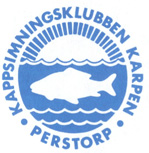 KAPPSIMNINGSKLUBBEN KARPEN
• PERSTORP •